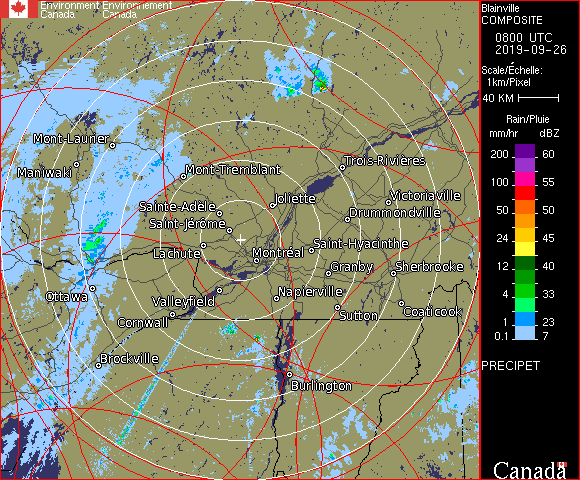 Environment Environnement
Canada Canada
Blainville
COMPOSITE
0800 UTC
2019-09-26
Scale/Échelle:
1km/Pixel
40 KM
Rain/Pluie
mm/hr dBZ
200 60
150 57
100 55
50 50
24 45
12 40
4 33
1 23
0.1 7
PRECIPET
Canada
Mont-Laurier
Maniwaki
Mont-Tremblant
Trois-Rivières
Sainte-Adèle
Joliette
Victoriaville
Drummondville
Saint-Jérôme
Lachute
Montréal
Saint-Hyacinthe
Granby
Sherbrooke
Ottawa
Valleyfield
Napierville
Cornwall
Sutton
Coaticook
Brockville
Burlington